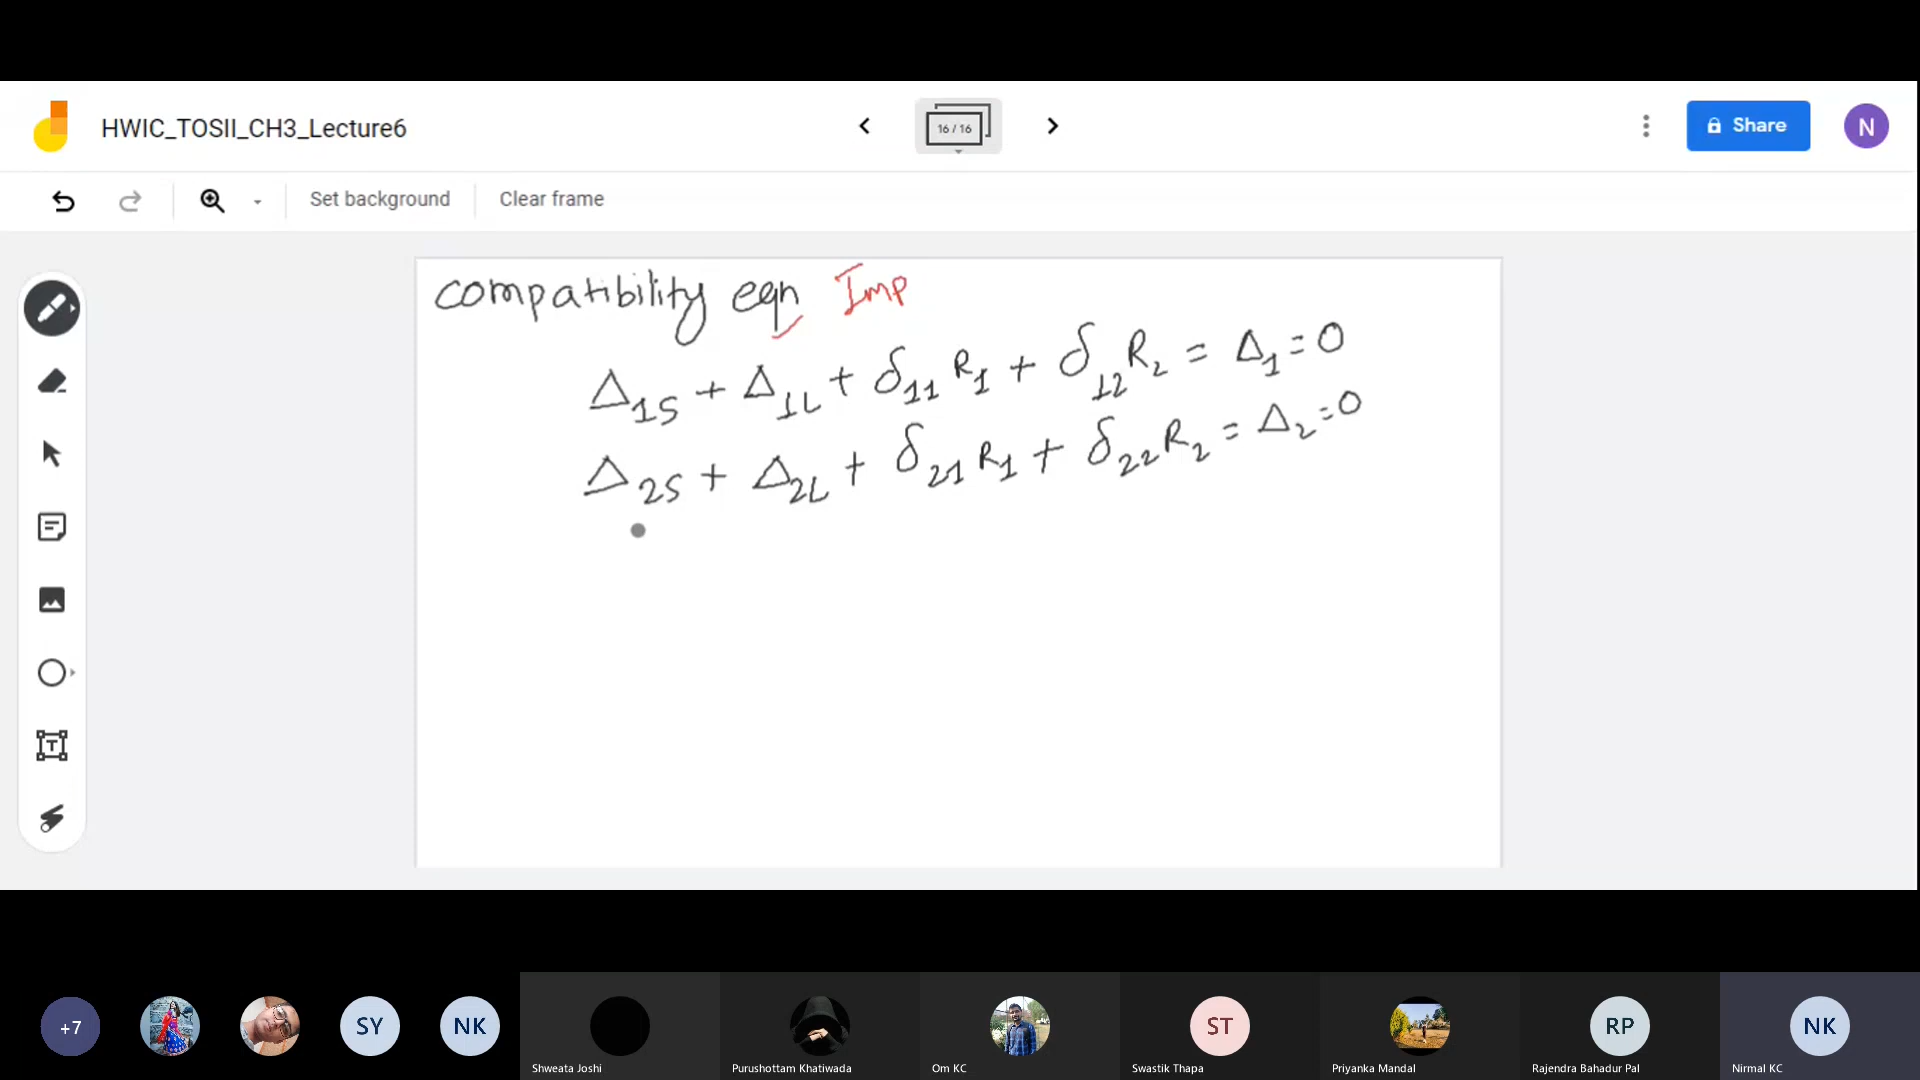 HWIC_TOSII_CH3_Lecture6
16 / 16
Share
N
Set background
Clear frame
compatibility eqn Imp
Δ₁S + Δ₁L + δ₁₁ R₁ + δ₁₂ R₂ = Δ₁ = 0
Δ₂S + Δ₂L + δ₂₁ R₁ + δ₂₂ R₂ = Δ₂ = 0
T
+7
SY
NK
ST
RP
NK
Shweata Joshi
Purushottam Khatiwada
Om KC
Swastik Thapa
Priyanka Mandal
Rajendra Bahadur Pal
Nirmal KC